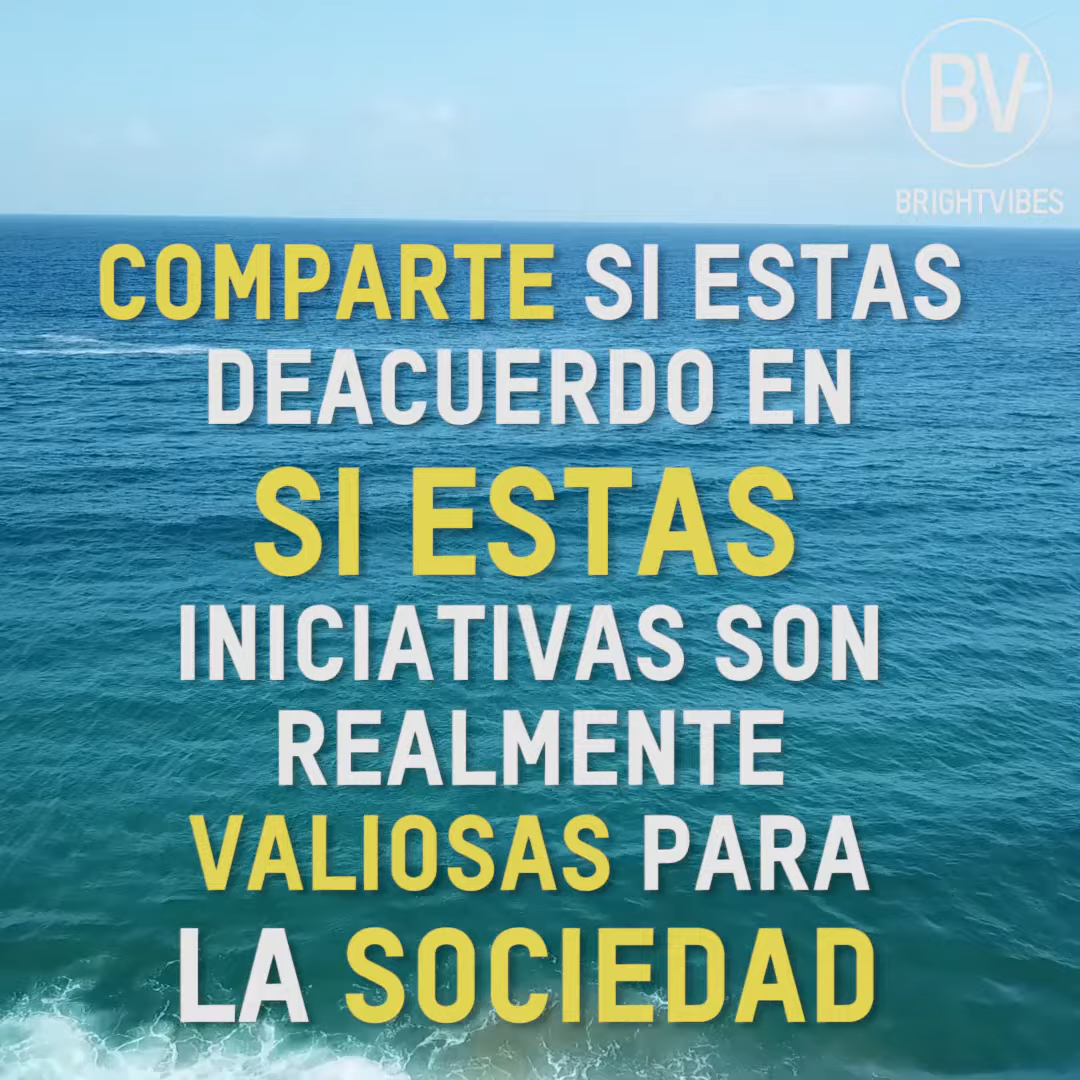 BV
BRIGHTVIBES
COMPARTE SI ESTAS
DEACUERDO EN
SI ESTAS
INICIATIVAS SON
REALMENTE
VALIOSAS PARA
LA SOCIEDAD